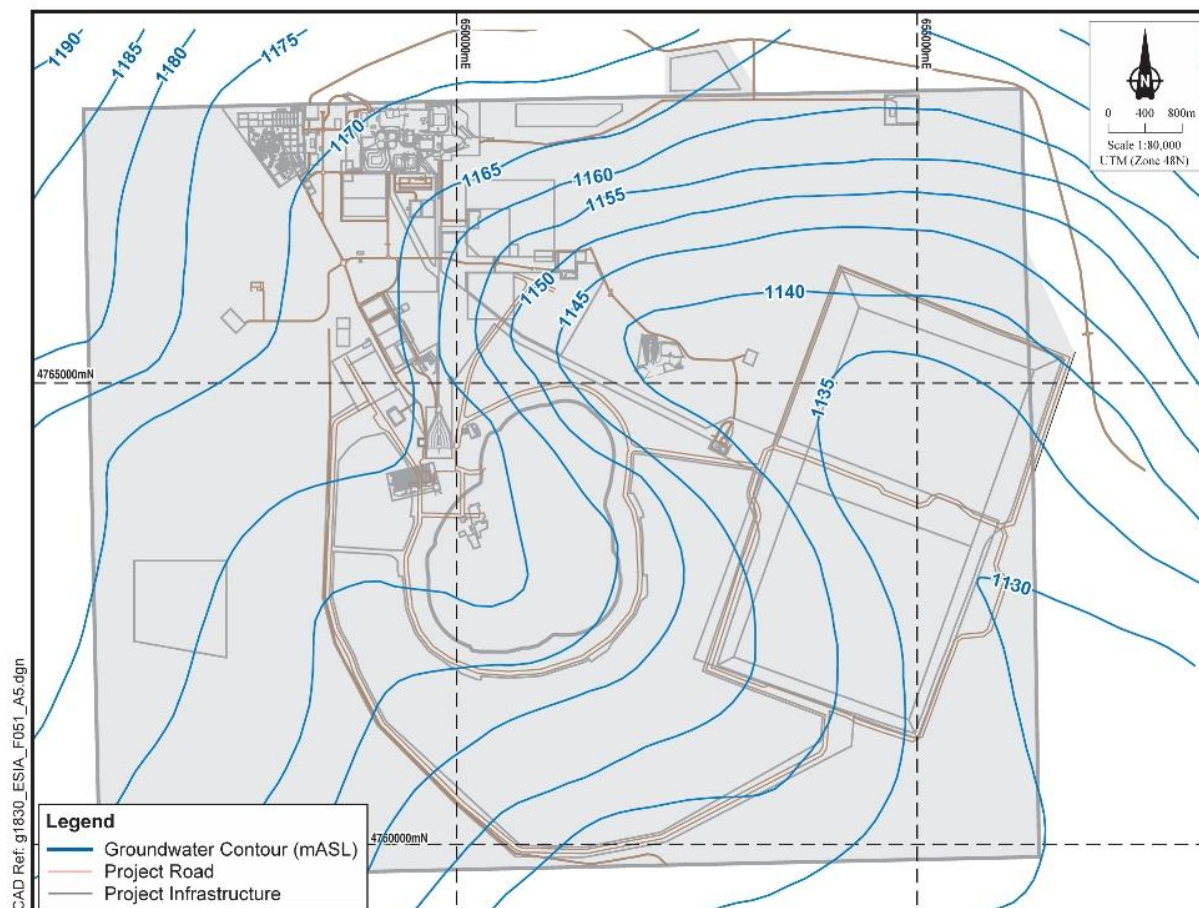 1190
1185
1180
1175
650000mE
655000mE
N
0 400 800m
Scale 1:80,000
UTM (Zone 48N)
1170
1165
1160
1155
1150
1145
1140
4765000mN
1135
1130
CAD Ref: g1830_ESIA_F051_A5.dgn
4760000mN
Legend
Groundwater Contour (mASL)
Project Road
Project Infrastructure